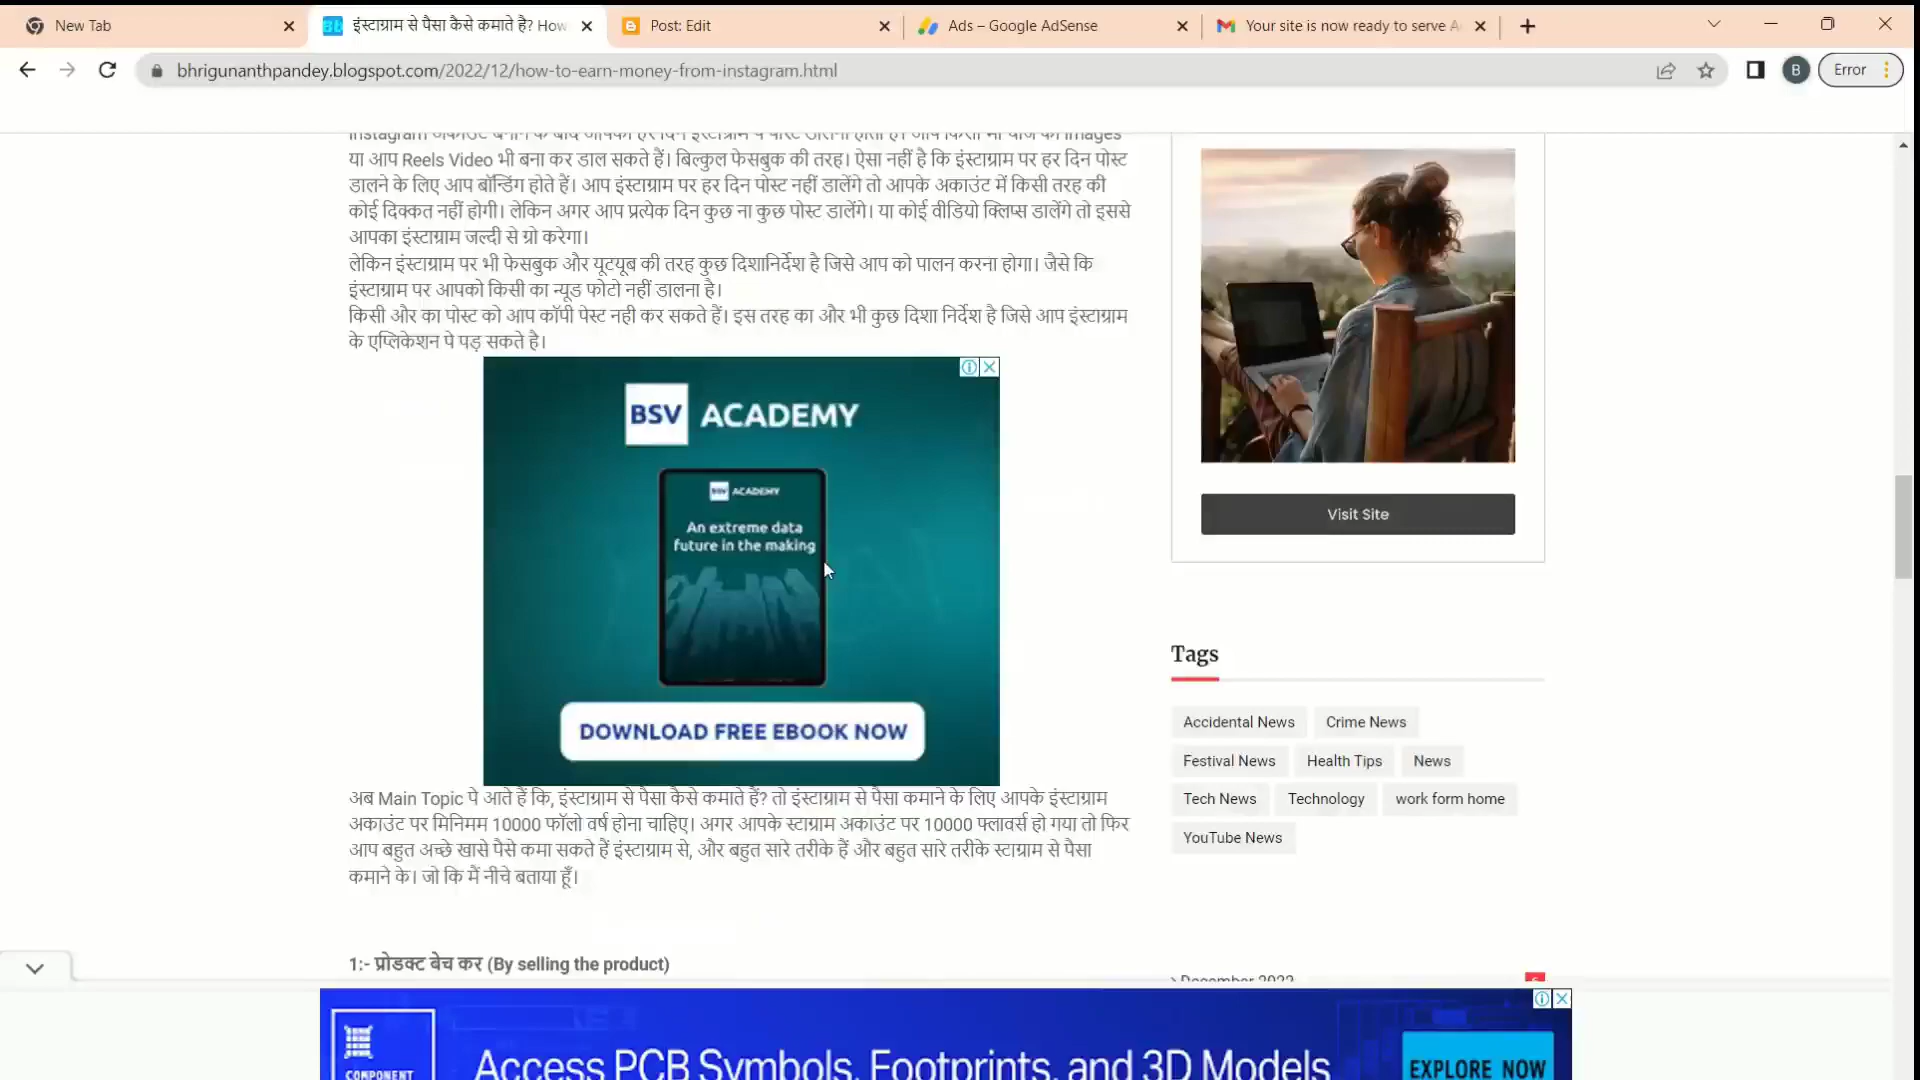 New Tab
इंस्टाग्राम से पैसा कैसे कमाते है? How
Post: Edit
Ads – Google AdSense
Your site is now ready to serve A
bhrigunanthpandey.blogspot.com/2022/12/how-to-earn-money-from-instagram.html
B
Error
या आप Reels Video भी बना कर डाल सकते हैं। बिल्कुल फेसबुक की तरह। ऐसा नहीं है कि इंस्टाग्राम पर हर दिन पोस्ट
डालने के लिए आप बॉन्डिंग होते हैं। आप इंस्टाग्राम पर हर दिन पोस्ट नहीं डालेंगे तो आपके अकाउंट में किसी तरह की
कोई दिक्कत नहीं होगी। लेकिन अगर आप प्रत्येक दिन कुछ ना कुछ पोस्ट डालेंगे। या कोई वीडियो क्लिप्स डालेंगे तो इससे
आपका इंस्टाग्राम जल्दी से ग्रो करेगा।
लेकिन इंस्टाग्राम पर भी फेसबुक और यूट्यूब की तरह कुछ दिशानिर्देश है जिसे आप को पालन करना होगा। जैसे कि
इंस्टाग्राम पर आपको किसी का न्यूड फोटो नहीं डालना है।
किसी और का पोस्ट को आप कॉपी पेस्ट नही कर सकते हैं। इस तरह का और भी कुछ दिशा निर्देश है जिसे आप इंस्टाग्राम
के एप्लिकेशन पे पड़ सकते है।
BSV ACADEMY
BSV ACADEMY
An extreme data
future in the making
DOWNLOAD FREE EBOOK NOW
अब Main Topic पे आते हैं कि, इंस्टाग्राम से पैसा कैसे कमाते हैं? तो इंस्टाग्राम से पैसा कमाने के लिए आपके इंस्टाग्राम
अकाउंट पर मिनिमम 10000 फॉलो वर्ष होना चाहिए। अगर आपके स्टाग्राम अकाउंट पर 10000 फ्लावर्स हो गया तो फिर
आप बहुत अच्छे खासे पैसे कमा सकते हैं इंस्टाग्राम से, और बहुत सारे तरीके हैं और बहुत सारे तरीके स्टाग्राम से पैसा
कमाने के। जो कि मैं नीचे बताया हूँ।
1:- प्रोडक्ट बेच कर (By selling the product)
Visit Site
Tags
Accidental News
Crime News
Festival News
Health Tips
News
Tech News
Technology
work form home
YouTube News
December 2022
COMPONENT
Access PCB Symbols, Footprints, and 3D Models
EXPLORE NOW